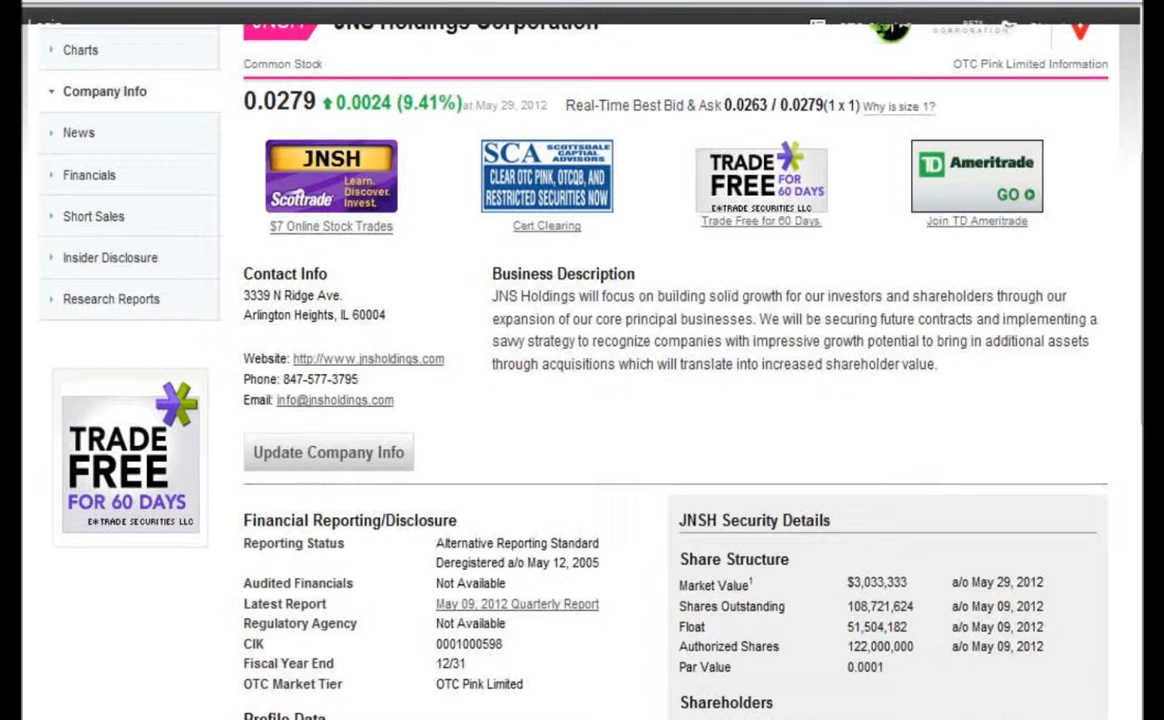 JNS Holdings Corporation
Charts
Common Stock
OTC Pink Limited Information
Company Info
0.0279 0.0024 (9.41%) at May 29, 2012 Real-Time Best Bid & Ask 0.0263 / 0.0279 (1 x 1) Why is size 1?
News
Financials
Short Sales
Insider Disclosure
Research Reports
JNSH
Scottrade Learn. Discover. Invest.
$7 Online Stock Trades
SCA SCOTTSDALE CAPTIAL ADVISORS
CLEAR OTC PINK, OTCQB, AND
RESTRICTED SECURITIES NOW
Cert Clearing
TRADE
FREE FOR 60 DAYS
E*TRADE SECURITIES LLC
Trade Free for 60 Days.
TD Ameritrade
GO
Join TD Ameritrade
Contact Info
3339 N Ridge Ave.
Arlington Heights, IL 60004
Website: http://www.jnsholdings.com
Phone: 847-577-3795
Email: info@jnsholdings.com
Update Company Info
Business Description
JNS Holdings will focus on building solid growth for our investors and shareholders through our
expansion of our core principal businesses. We will be securing future contracts and implementing a
savvy strategy to recognize companies with impressive growth potential to bring in additional assets
through acquisitions which will translate into increased shareholder value.
TRADE
FREE
FOR 60 DAYS
E*TRADE SECURITIES LLC
Financial Reporting/Disclosure
Reporting Status Alternative Reporting Standard
Deregistered a/o May 12, 2005
Audited Financials Not Available
Latest Report May 09, 2012 Quarterly Report
Regulatory Agency Not Available
CIK 0001000598
Fiscal Year End 12/31
OTC Market Tier OTC Pink Limited
Profile Data
JNSH Security Details
Share Structure
Market Value1 $3,033,333 a/o May 29, 2012
Shares Outstanding 108,721,624 a/o May 09, 2012
Float 51,504,182 a/o May 09, 2012
Authorized Shares 122,000,000 a/o May 09, 2012
Par Value 0.0001
Shareholders